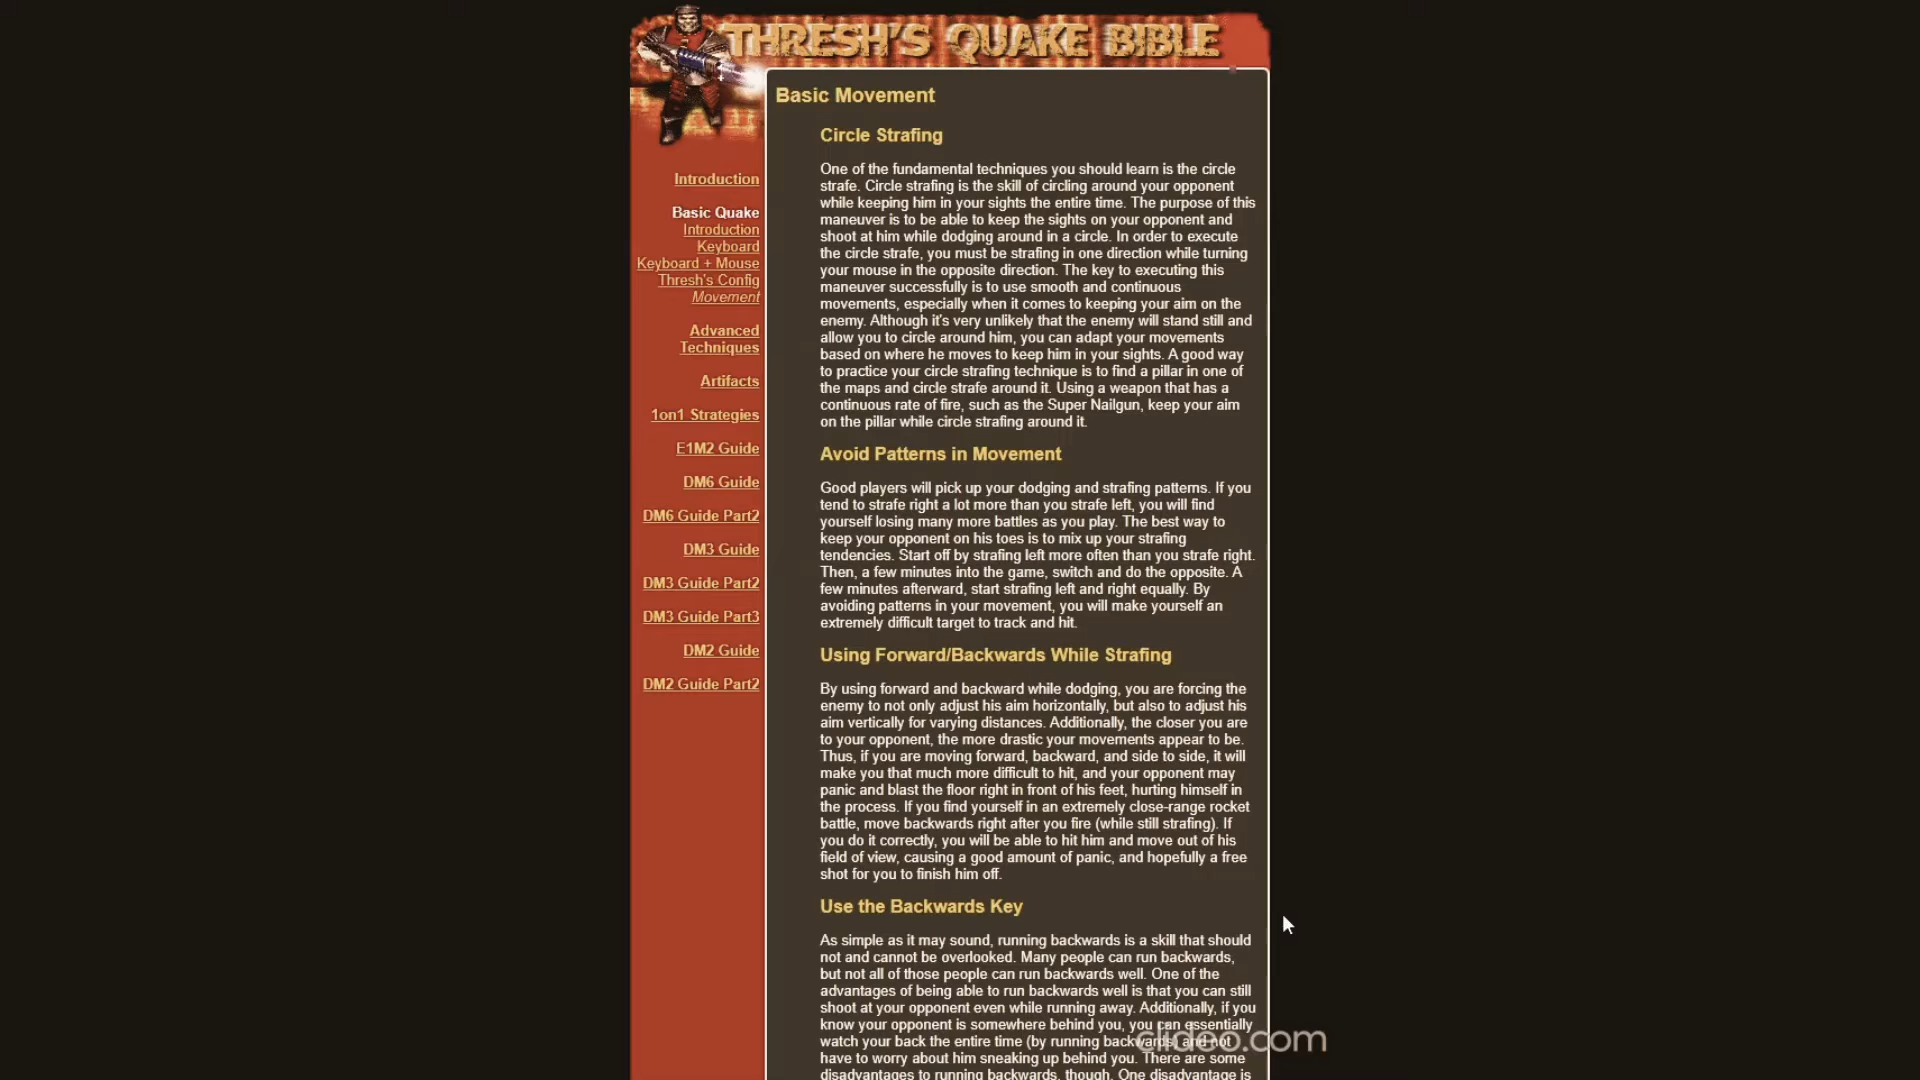 THRESH'S QUAKE BIBLE
Introduction
Basic Quake
Introduction
Keyboard
Keyboard + Mouse
Thresh's Config
Movement
Advanced
Techniques
Artifacts
1on1 Strategies
E1M2 Guide
DM6 Guide
DM6 Guide Part2
DM3 Guide
DM3 Guide Part2
DM3 Guide Part3
DM2 Guide
DM2 Guide Part2
Basic Movement
Circle Strafing
One of the fundamental techniques you should learn is the circle
strafe. Circle strafing is the skill of circling around your opponent
while keeping him in your sights the entire time. The purpose of this
maneuver is to be able to keep the sights on your opponent and
shoot at him while dodging around in a circle. In order to execute
the circle strafe, you must be strafing in one direction while turning
your mouse in the opposite direction. The key to executing this
maneuver successfully is to use smooth and continuous
movements, especially when it comes to keeping your aim on the
enemy. Although it's very unlikely that the enemy will stand still and
allow you to circle around him, you can adapt your movements
based on where he moves to keep him in your sights. A good way
to practice your circle strafing technique is to find a pillar in one of
the maps and circle strafe around it. Using a weapon that has a
continuous rate of fire, such as the Super Nailgun, keep your aim
on the pillar while circle strafing around it.
Avoid Patterns in Movement
Good players will pick up your dodging and strafing patterns. If you
tend to strafe right a lot more than you strafe left, you will find
yourself losing many more battles as you play. The best way to
keep your opponent on his toes is to mix up your strafing
tendencies. Start off by strafing left more often than you strafe right.
Then, a few minutes into the game, switch and do the opposite. A
few minutes afterward, start strafing left and right equally. By
avoiding patterns in your movement, you will make yourself an
extremely difficult target to track and hit.
Using Forward/Backwards While Strafing
By using forward and backward while dodging, you are forcing the
enemy to not only adjust his aim horizontally, but also to adjust his
aim vertically for varying distances. Additionally, the closer you are
to your opponent, the more drastic your movements appear to be.
Thus, if you are moving forward, backward, and side to side, it will
make you that much more difficult to hit, and your opponent may
panic and blast the floor right in front of his feet, hurting himself in
the process. If you find yourself in an extremely close-range rocket
battle, move backwards right after you fire (while still strafing). If
you do it correctly, you will be able to hit him and move out of his
field of view, causing a good amount of panic, and hopefully a free
shot for you to finish him off.
Use the Backwards Key
As simple as it may sound, running backwards is a skill that should
not and cannot be overlooked. Many people can run backwards,
but not all of those people can run backwards well. One of the
advantages of being able to run backwards well is that you can still
shoot at your opponent even while running away. Additionally, if you
know your opponent is somewhere behind you, you can essentially
watch your back the entire time (by running backwards) and not
have to worry about him sneaking up behind you. There are some
disadvantages to running backwards, though. One disadvantage is
clideo.com